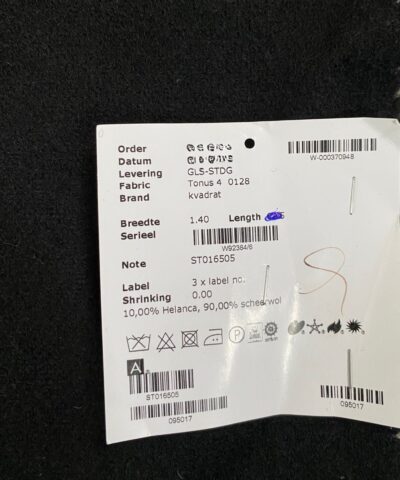 Order
Datum
Levering GLS-STDG
Fabric Tonus 4 0128
Brand kvadrat
W-000370948
Breedte 1.40 Length
Serieel
W92364/6
Note ST016505
Label 3 x label no.
Shrinking 0.00
10,00% Helanca, 90,00% scheerwol
P
A
ST016505
095017
095017